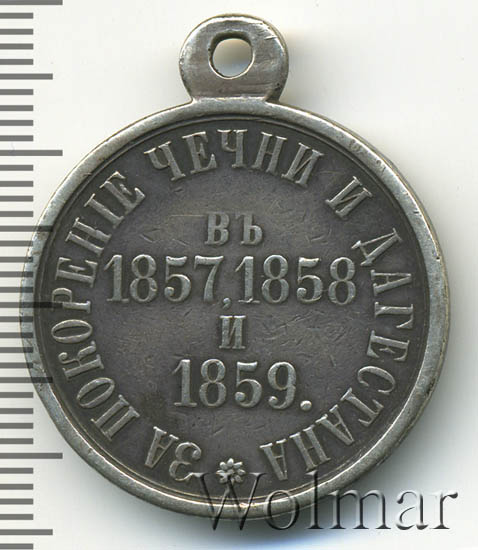 ЗА ПОКОРЕНІЕ ЧЕЧНИ И ДАГЕСТАНА
въ
1857, 1858
и
1859.
Wolmar